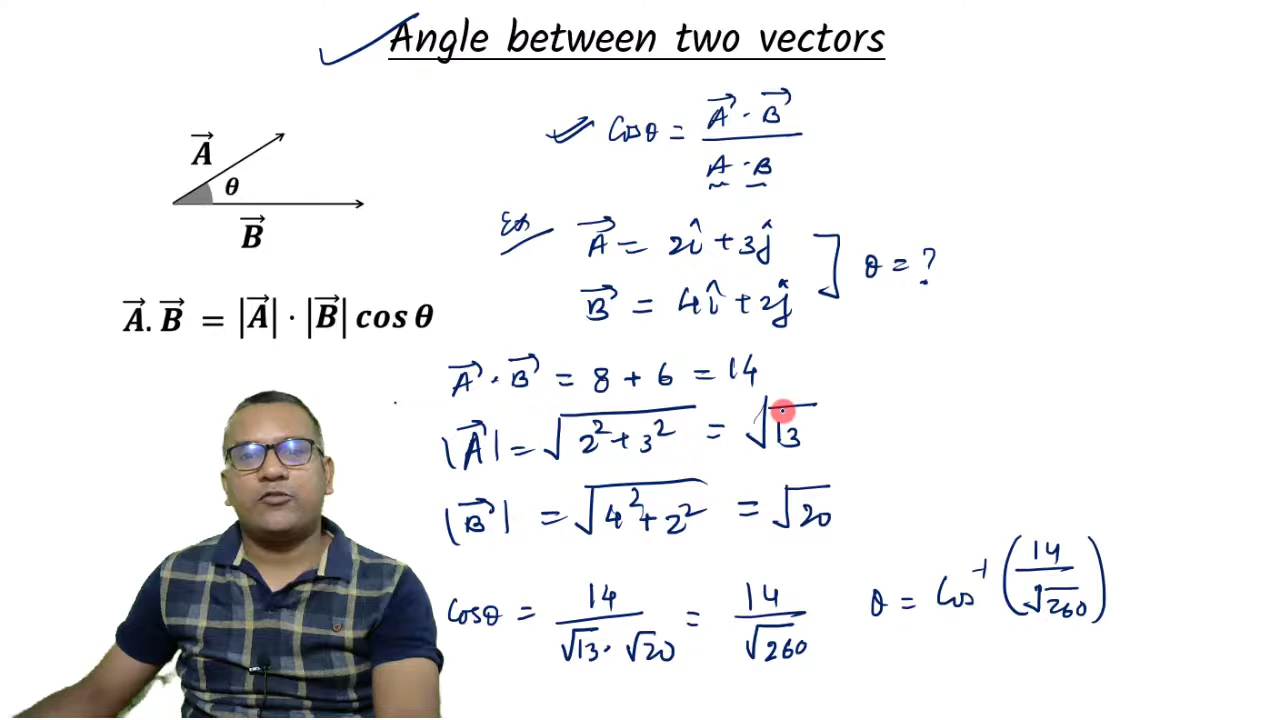 Angle between two vectors
A⃗
θ
B⃗
A⃗. B⃗ = |A⃗| · |B⃗| cos θ
Cosθ = A⃗ · B⃗ / A · B
Ex A⃗ = 2î + 3ĵ
B⃗ = 4î + 2ĵ
θ = ?
A⃗ · B⃗ = 8 + 6 = 14
|A⃗| = √(2² + 3²) = √13
|B⃗| = √(4² + 2²) = √20
Cosθ = 14 / √13 · √20 = 14 / √260
θ = Cos⁻¹ (14 / √260)